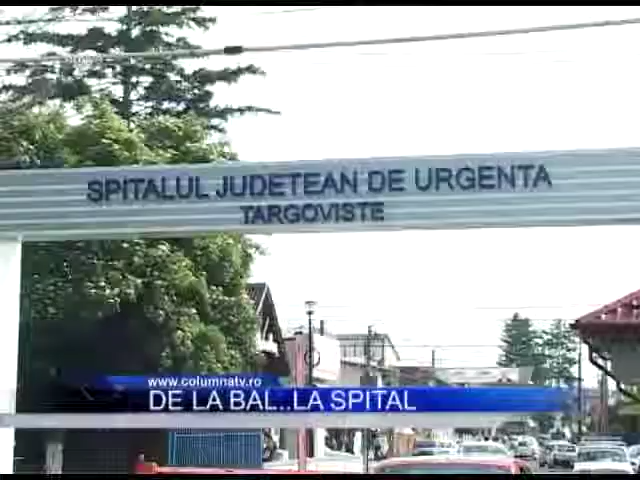 SPITALUL JUDETEAN DE URGENTA
TARGOVISTE
www.columnatv.ro
DE LA BAL..LA SPITAL